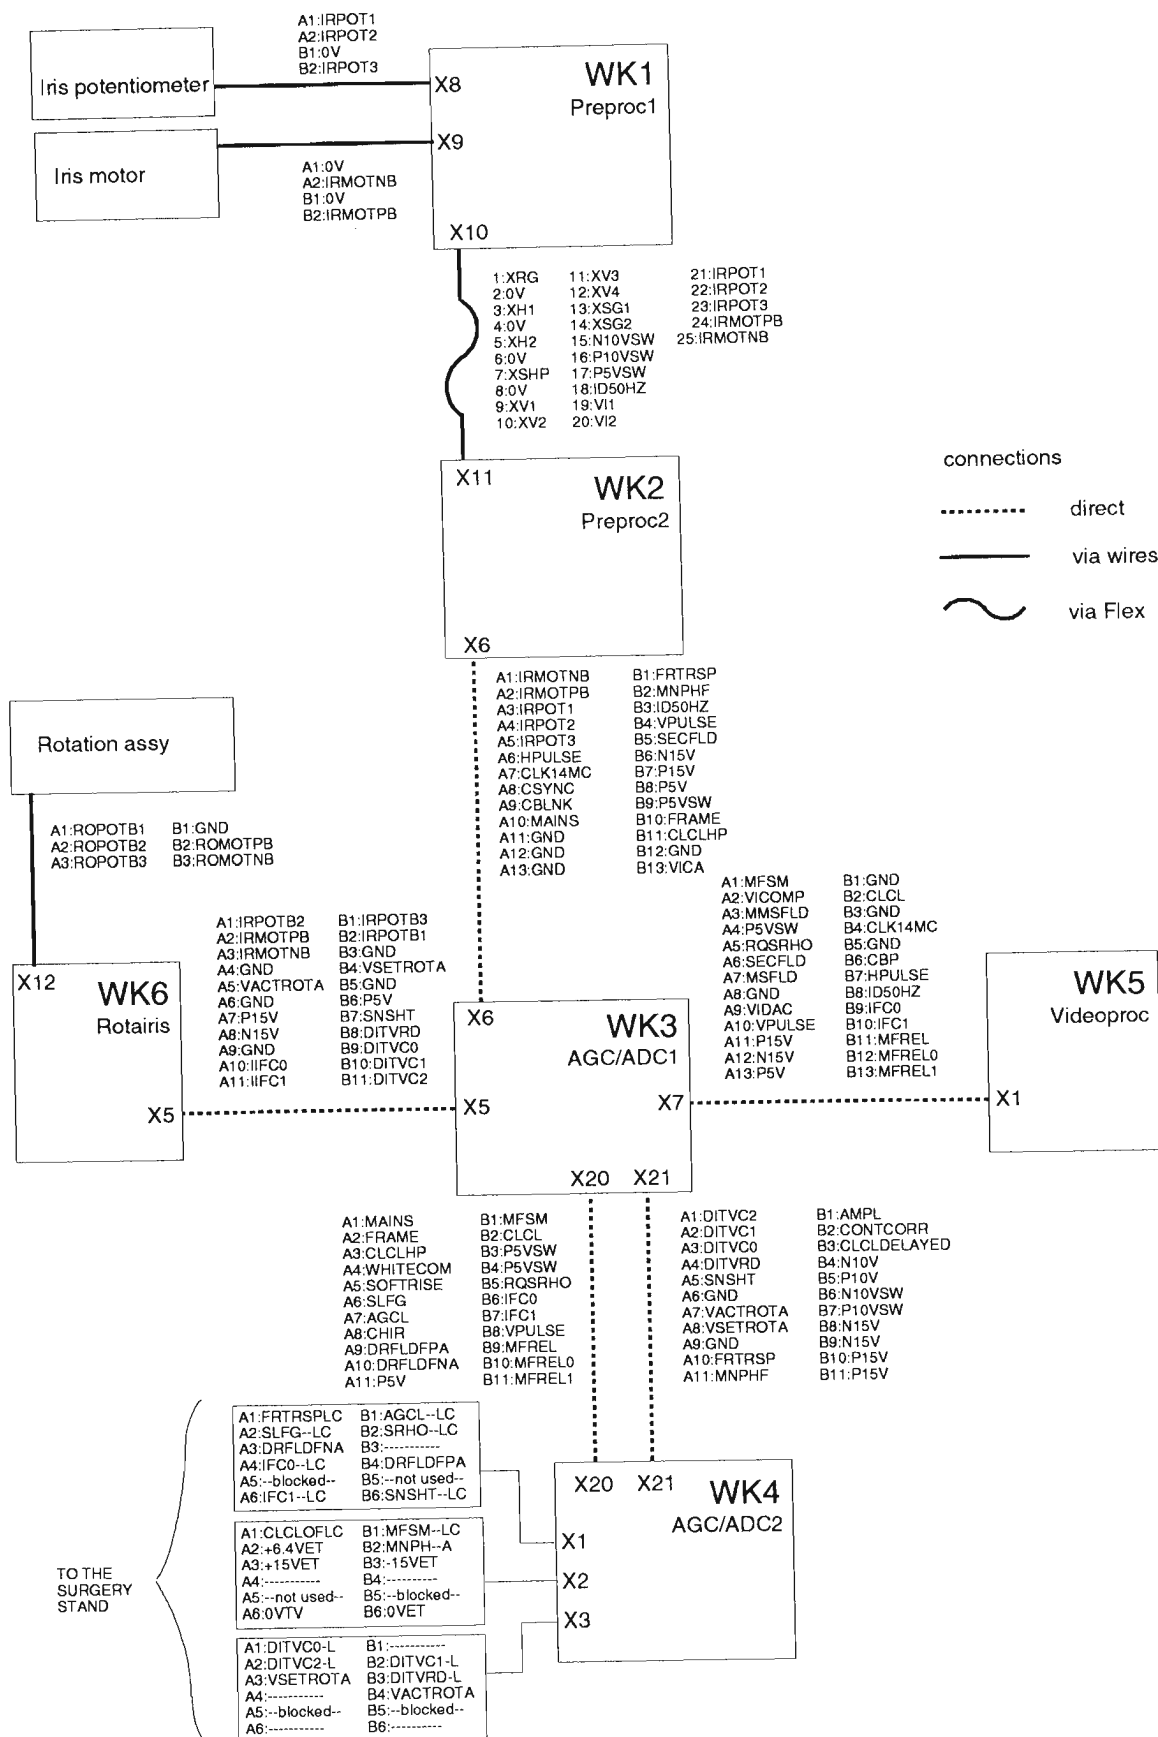 A1:IRPOT1
A2:IRPOT2
B1:0V
B2:IRPOT3
Iris potentiometer
X8
WK1
Preproc1
X9
Iris motor
A1:0V
A2:IRMOTNB
B1:0V
B2:IRMOTPB
X10
1:XRG 11:XV3 21:IRPOT1
2:0V 12:XV4 22:IRPOT2
3:XH1 13:XSG1 23:IRPOT3
4:0V 14:XSG2 24:IRMOTPB
5:XH2 15:N10VSW 25:IRMOTNB
6:0V 16:P10VSW
7:XSHP 17:P5VSW
8:0V 18:ID50HZ
9:XV1 19:VI1
10:XV2 20:VI2
connections
direct
via wires
via Flex
X11
WK2
Preproc2
X6
A1:IRMOTNB B1:FRTRSP
A2:IRMOTPB B2:MNPHF
A3:IRPOT1 B3:ID50HZ
A4:IRPOT2 B4:VPULSE
A5:IRPOT3 B5:SECFLD
A6:HPULSE B6:N15V
A7:CLK14MC B7:P15V
A8:CSYNC B8:P5V
A9:CBLNK B9:P5VSW
A10:MAINS B10:FRAME
A11:GND B11:CLCLHP
A12:GND B12:GND
A13:GND B13:VICA
Rotation assy
A1:ROPOTB1 B1:GND
A2:ROPOTB2 B2:ROMOTPB
A3:ROPOTB3 B3:ROMOTNB
A1:IRPOTB2 B1:IRPOTB3
A2:IRMOTPB B2:IRPOTB1
A3:IRMOTNB B3:GND
A4:GND B4:VSETROTA
A5:VACTROTA B5:GND
A6:GND B6:P5V
A7:P15V B7:SNSHT
A8:N15V B8:DITVRD
A9:GND B9:DITVC0
A10:IIFC0 B10:DITVC1
A11:IIFC1 B11:DITVC2
A1:MFSM B1:GND
A2:VICOMP B2:CLCL
A3:MMSFLD B3:GND
A4:P5VSW B4:CLK14MC
A5:RQSRHO B5:GND
A6:SECFLD B6:CBP
A7:MSFLD B7:HPULSE
A8:GND B8:ID50HZ
A9:VIDAC B9:IFC0
A10:VPULSE B10:IFC1
A11:P15V B11:MFREL
A12:N15V B12:MFREL0
A13:P5V B13:MFREL1
X12
WK6
Rotairis
X5
X6
WK3
AGC/ADC1
X5
X7
X20 X21
WK5
Videoproc
X1
A1:MAINS B1:MFSM
A2:FRAME B2:CLCL
A3:CLCLHP B3:P5VSW
A4:WHITECOM B4:P5VSW
A5:SOFTRISE B5:RQSRHO
A6:SLFG B6:IFC0
A7:AGCL B7:IFC1
A8:CHIR B8:VPULSE
A9:DRFLDFPA B9:MFREL
A10:DRFLDFNA B10:MFREL0
A11:P5V B11:MFREL1
A1:DITVC2 B1:AMPL
A2:DITVC1 B2:CONTCORR
A3:DITVC0 B3:CLCLDELAYED
A4:DITVRD B4:N10V
A5:SNSHT B5:P10V
A6:GND B6:N10VSW
A7:VACTROTA B7:P10VSW
A8:VSETROTA B8:N15V
A9:GND B9:N15V
A10:FRTRSP B10:P15V
A11:MNPHF B11:P15V
A1:FRTRSPLC B1:AGCL--LC
A2:SLFG--LC B2:SRHO--LC
A3:DRFLDFNA B3:-----------
A4:IFC0--LC B4:DRFLDFPA
A5:--blocked-- B5:--not used--
A6:IFC1--LC B6:SNSHT--LC
A1:CLCLOFLC B1:MFSM--LC
A2:+6.4VET B2:MNPH--A
A3:+15VET B3:-15VET
A4:----------- B4:-----------
A5:--not used-- B5:--blocked--
A6:0VTV B6:0VET
A1:DITVC0-L B1:-----------
A2:DITVC2-L B2:DITVC1-L
A3:VSETROTA B3:DITVRD-L
A4:----------- B4:VACTROTA
A5:--blocked-- B5:--blocked--
A6:----------- B6:-----------
TO THE
SURGERY
STAND
X20 X21
WK4
AGC/ADC2
X1
X2
X3